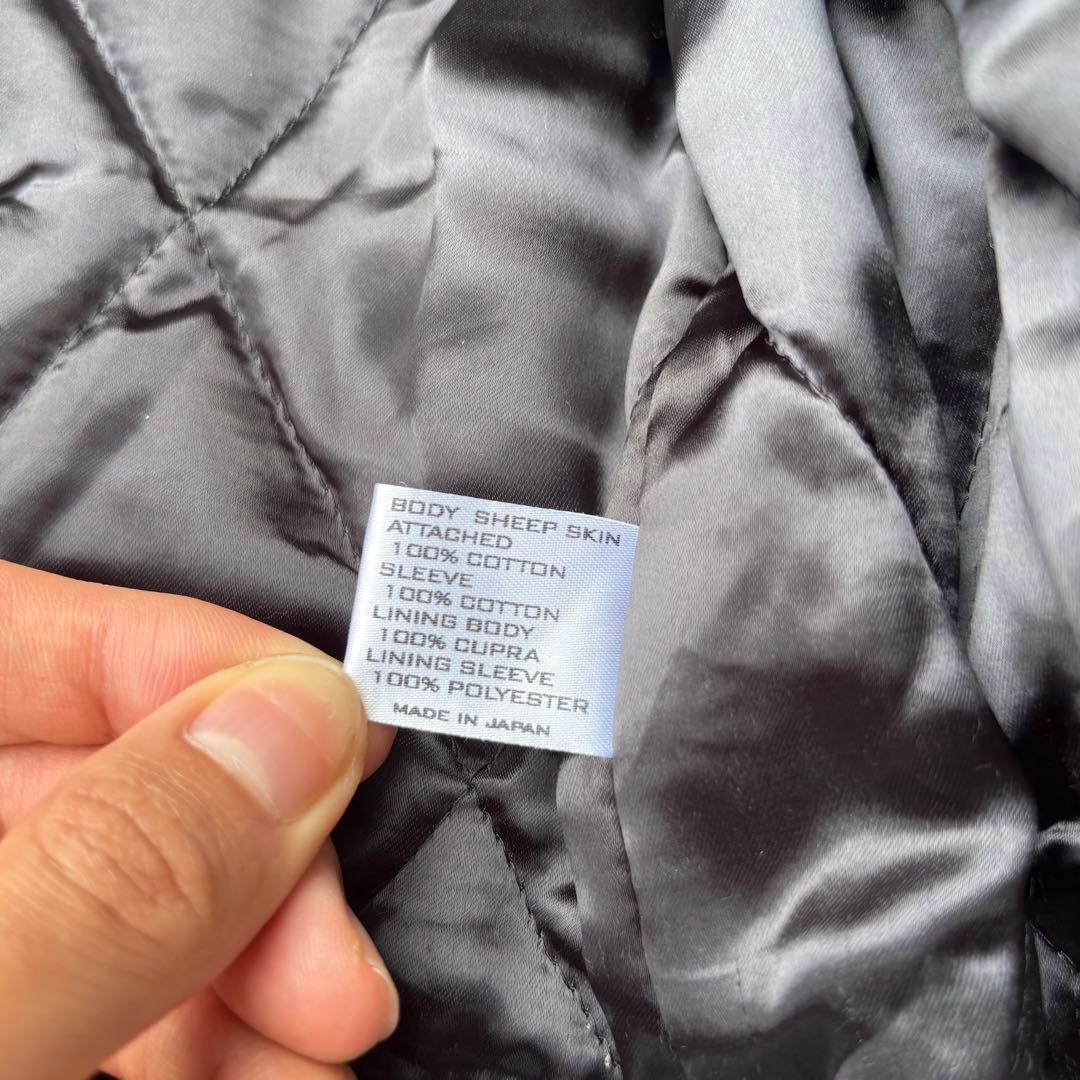 BODY SHEEP SKIN
ATTACHED
100% COTTON
SLEEVE
100% COTTON
LINING BODY
100% CUPRA
LINING SLEEVE
100% POLYESTER
MADE IN JAPAN